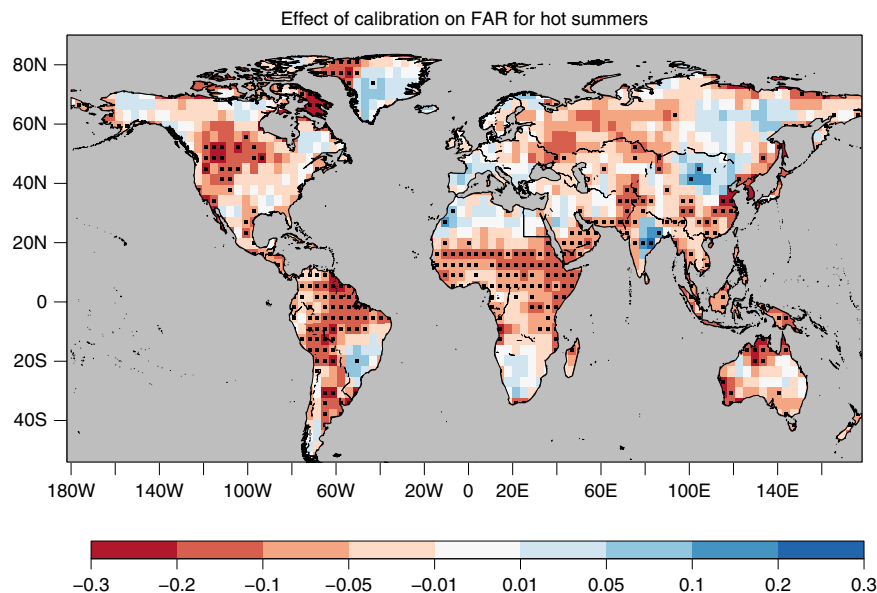 Effect of calibration on FAR for hot summers
80N
60N
40N
20N
0
20S
40S
180W 140W 100W 60W 20W 0 20E 60E 100E 140E
−0.3 −0.2 −0.1 −0.05 −0.01 0.01 0.05 0.1 0.2 0.3